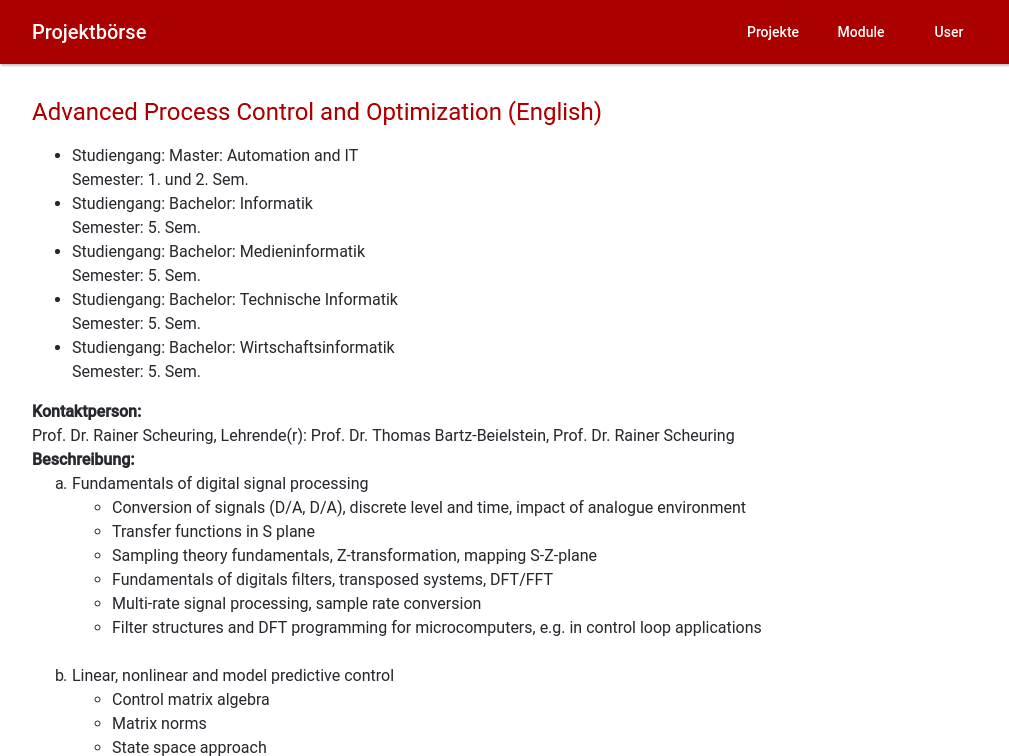 Projektbörse
Projekte Module User
Advanced Process Control and Optimization (English)
• Studiengang: Master: Automation and IT
Semester: 1. und 2. Sem.
• Studiengang: Bachelor: Informatik
Semester: 5. Sem.
• Studiengang: Bachelor: Medieninformatik
Semester: 5. Sem.
• Studiengang: Bachelor: Technische Informatik
Semester: 5. Sem.
• Studiengang: Bachelor: Wirtschaftsinformatik
Semester: 5. Sem.
Kontaktperson:
Prof. Dr. Rainer Scheuring, Lehrende(r): Prof. Dr. Thomas Bartz-Beielstein, Prof. Dr. Rainer Scheuring
Beschreibung:
a. Fundamentals of digital signal processing
◦ Conversion of signals (D/A, D/A), discrete level and time, impact of analogue environment
◦ Transfer functions in S plane
◦ Sampling theory fundamentals, Z-transformation, mapping S-Z-plane
◦ Fundamentals of digitals filters, transposed systems, DFT/FFT
◦ Multi-rate signal processing, sample rate conversion
◦ Filter structures and DFT programming for microcomputers, e.g. in control loop applications
b. Linear, nonlinear and model predictive control
◦ Control matrix algebra
◦ Matrix norms
◦ State space approach